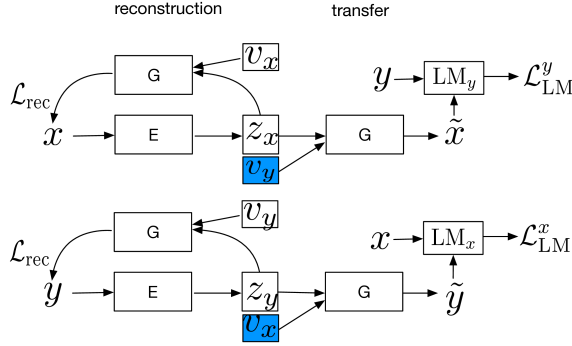 reconstruction transfer
G v_x
y LM_y ℒ^y_LM
ℒ_rec
x E z_x G x̃
v_y
G v_y
x LM_x ℒ^x_LM
ℒ_rec
y E z_y G ỹ
v_x